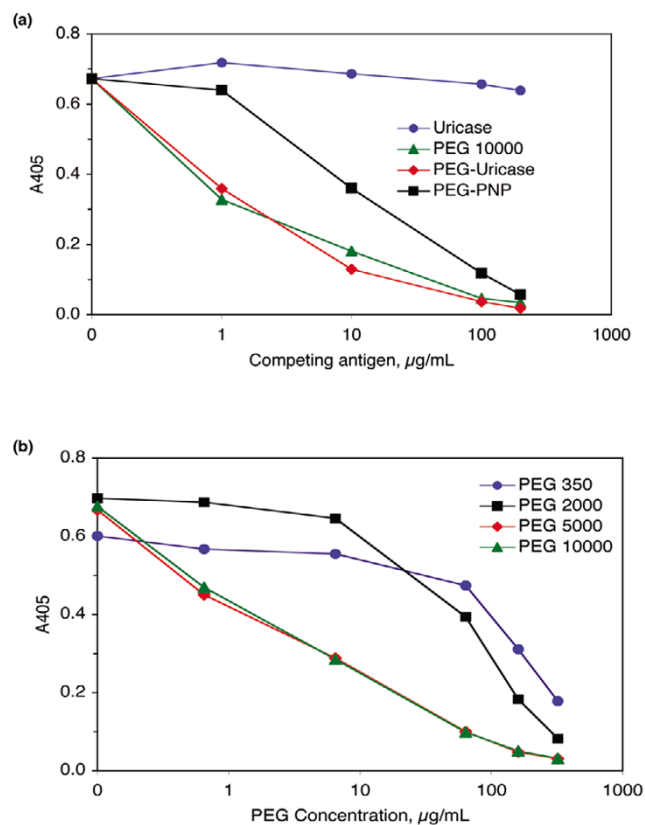 (a)
0.8
0.6
0.4
0.2
0.0
A405
Uricase
PEG 10000
PEG-Uricase
PEG-PNP
0 1 10 100 1000
Competing antigen, µg/mL
(b)
0.8
0.6
0.4
0.2
0.0
A405
PEG 350
PEG 2000
PEG 5000
PEG 10000
0 1 10 100 1000
PEG Concentration, µg/mL